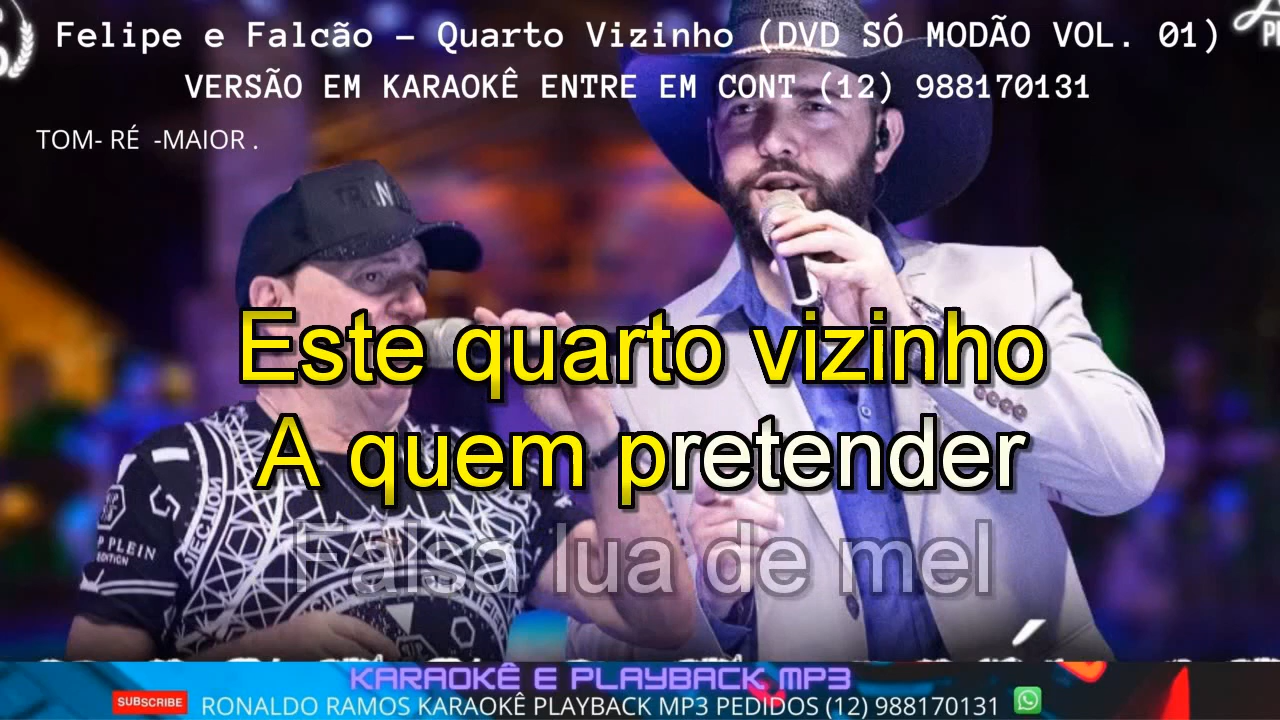 Felipe e Falcão - Quarto Vizinho (DVD SÓ MODÃO VOL. 01)
VERSÃO EM KARAOKÊ ENTRE EM CONT (12) 988170131
TOM- RÉ -MAIOR .
Este quarto vizinho
A quem pretender
Falsa lua de mel
P PLEIN
EDITION
KARAOKÊ E PLAYBACK MP3
SUBSCRIBE
RONALDO RAMOS KARAOKÊ PLAYBACK MP3 PEDIDOS (12) 988170131